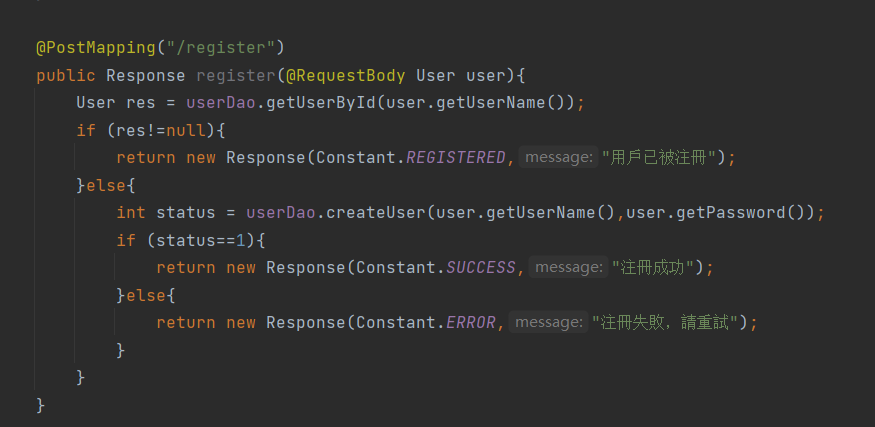 @PostMapping("/register")
public Response register(@RequestBody User user){
User res = userDao.getUserById(user.getUserName());
if (res!=null){
return new Response(Constant.REGISTERED, message: "用戶已被注冊");
}else{
int status = userDao.createUser(user.getUserName(),user.getPassword());
if (status==1){
return new Response(Constant.SUCCESS, message: "注冊成功");
}else{
return new Response(Constant.ERROR, message: "注冊失敗，請重試");
}
}
}